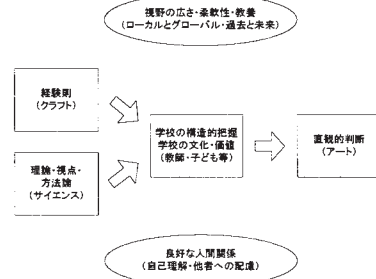 視野の広さ・柔軟性・教養
(ローカルとグローバル・過去と未来)
経験則
(クラフト)
学校の構造的把握
学校の文化・価値
(教師・子ども等)
直観的判断
(アート)
理論・視点・
方法論
(サイエンス)
良好な人間関係
(自己理解・他者への配慮)